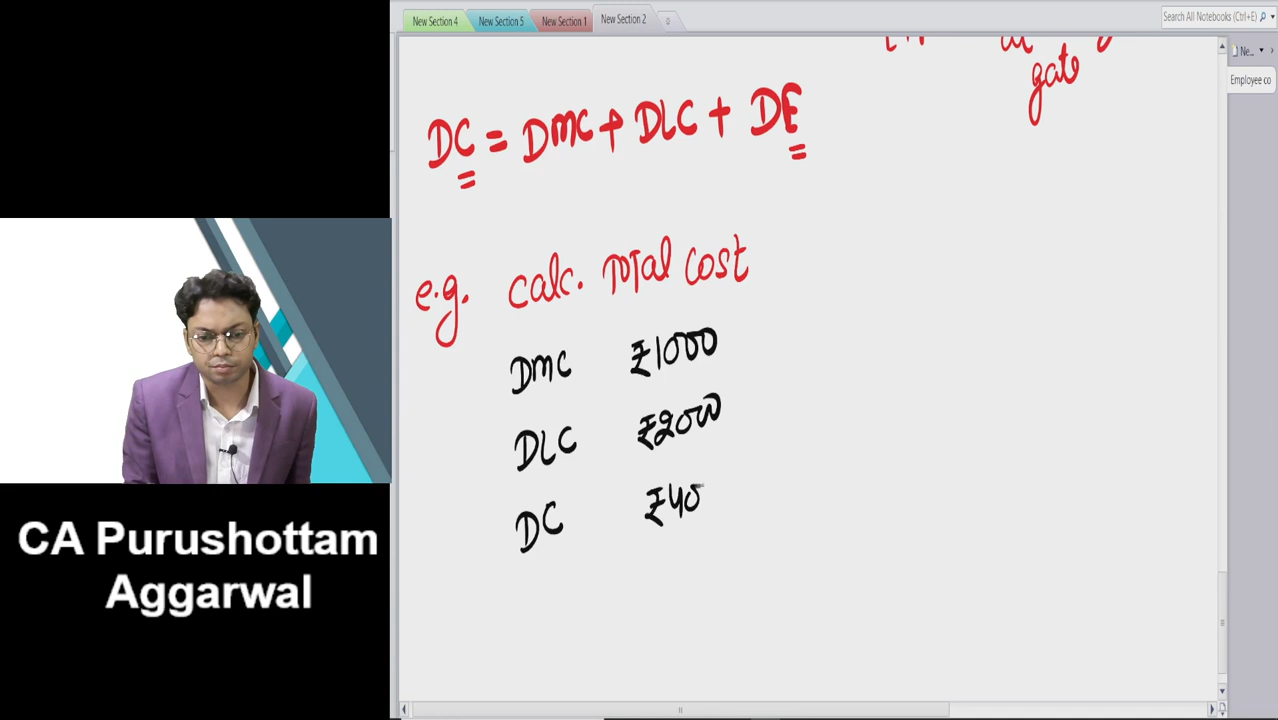 New Section 4 New Section 5 New Section 1 New Section 2
Search All Notebooks (Ctrl+E)
Ne...
Employee co
gate
DC = DMC + DLC + DE
e.g. calc. Total cost
DMC ₹1000
DLC ₹2000
DC ₹40
CA Purushottam
Aggarwal